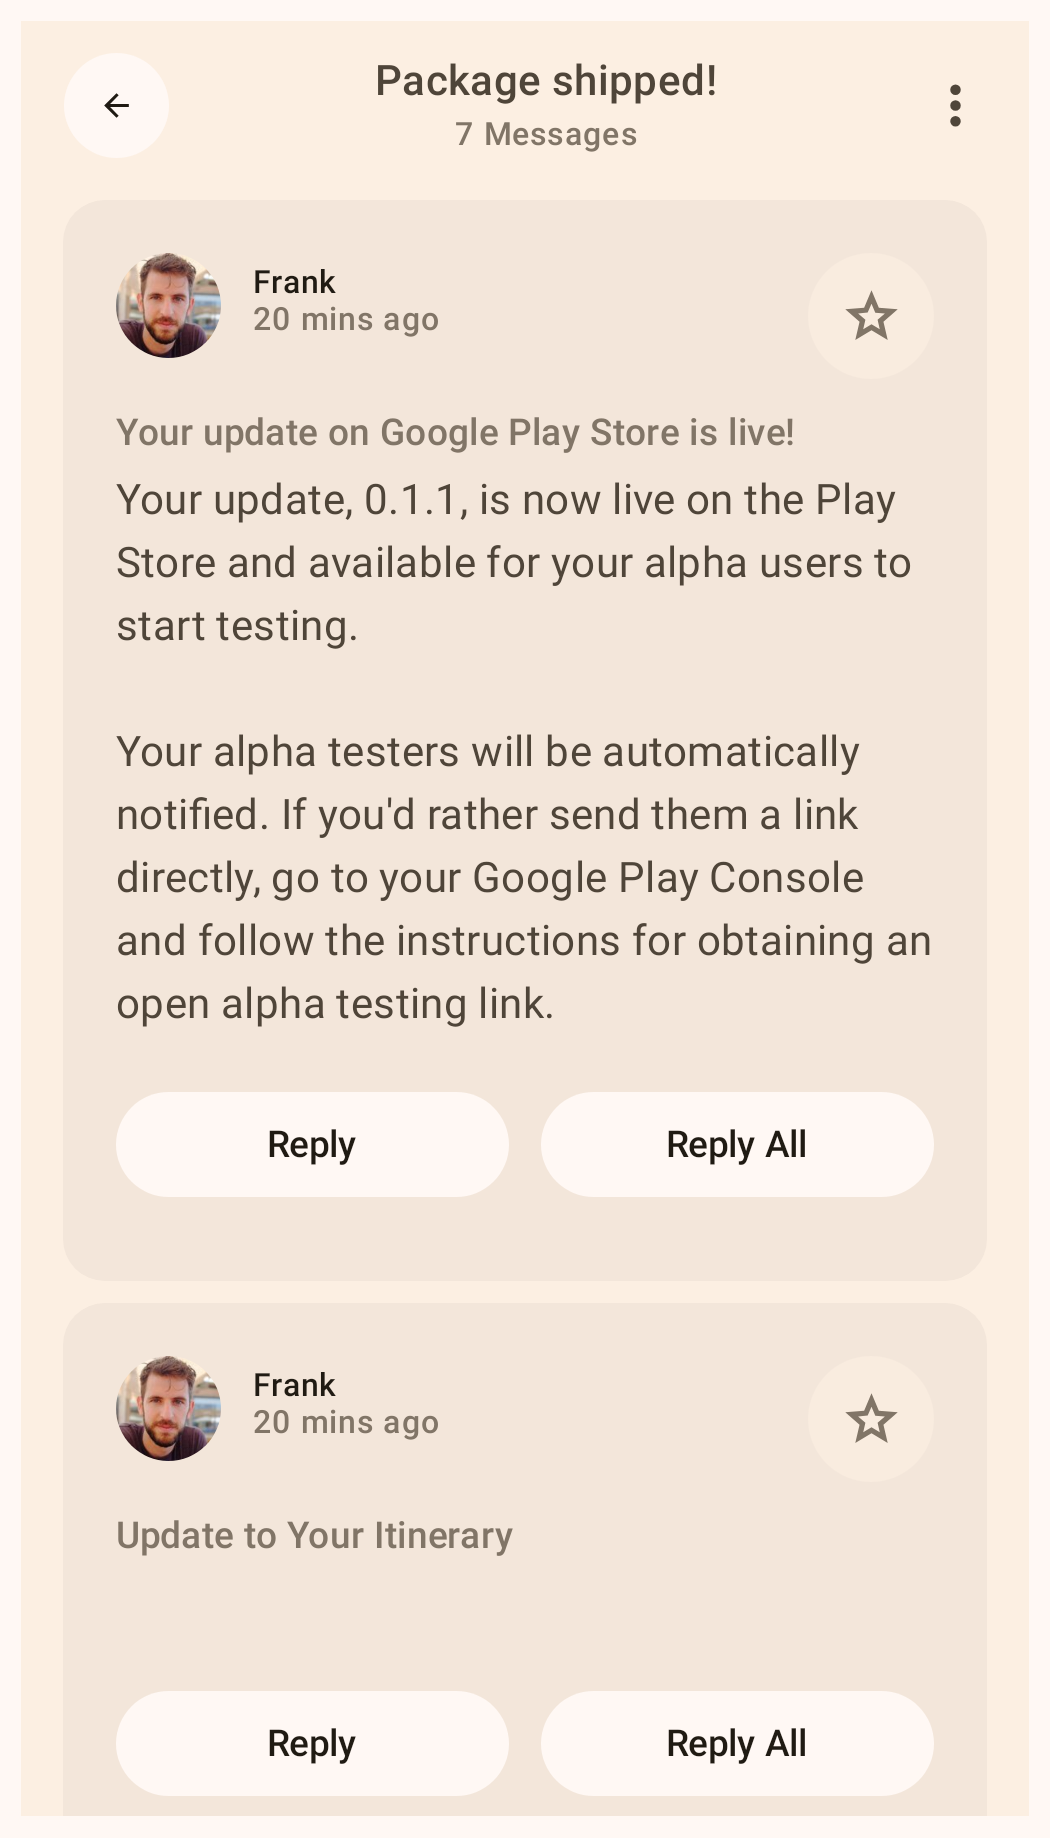 Package shipped!
7 Messages
Frank
20 mins ago
Your update on Google Play Store is live!
Your update, 0.1.1, is now live on the Play
Store and available for your alpha users to
start testing.
Your alpha testers will be automatically
notified. If you'd rather send them a link
directly, go to your Google Play Console
and follow the instructions for obtaining an
open alpha testing link.
Reply
Reply All
Frank
20 mins ago
Update to Your Itinerary
Reply
Reply All